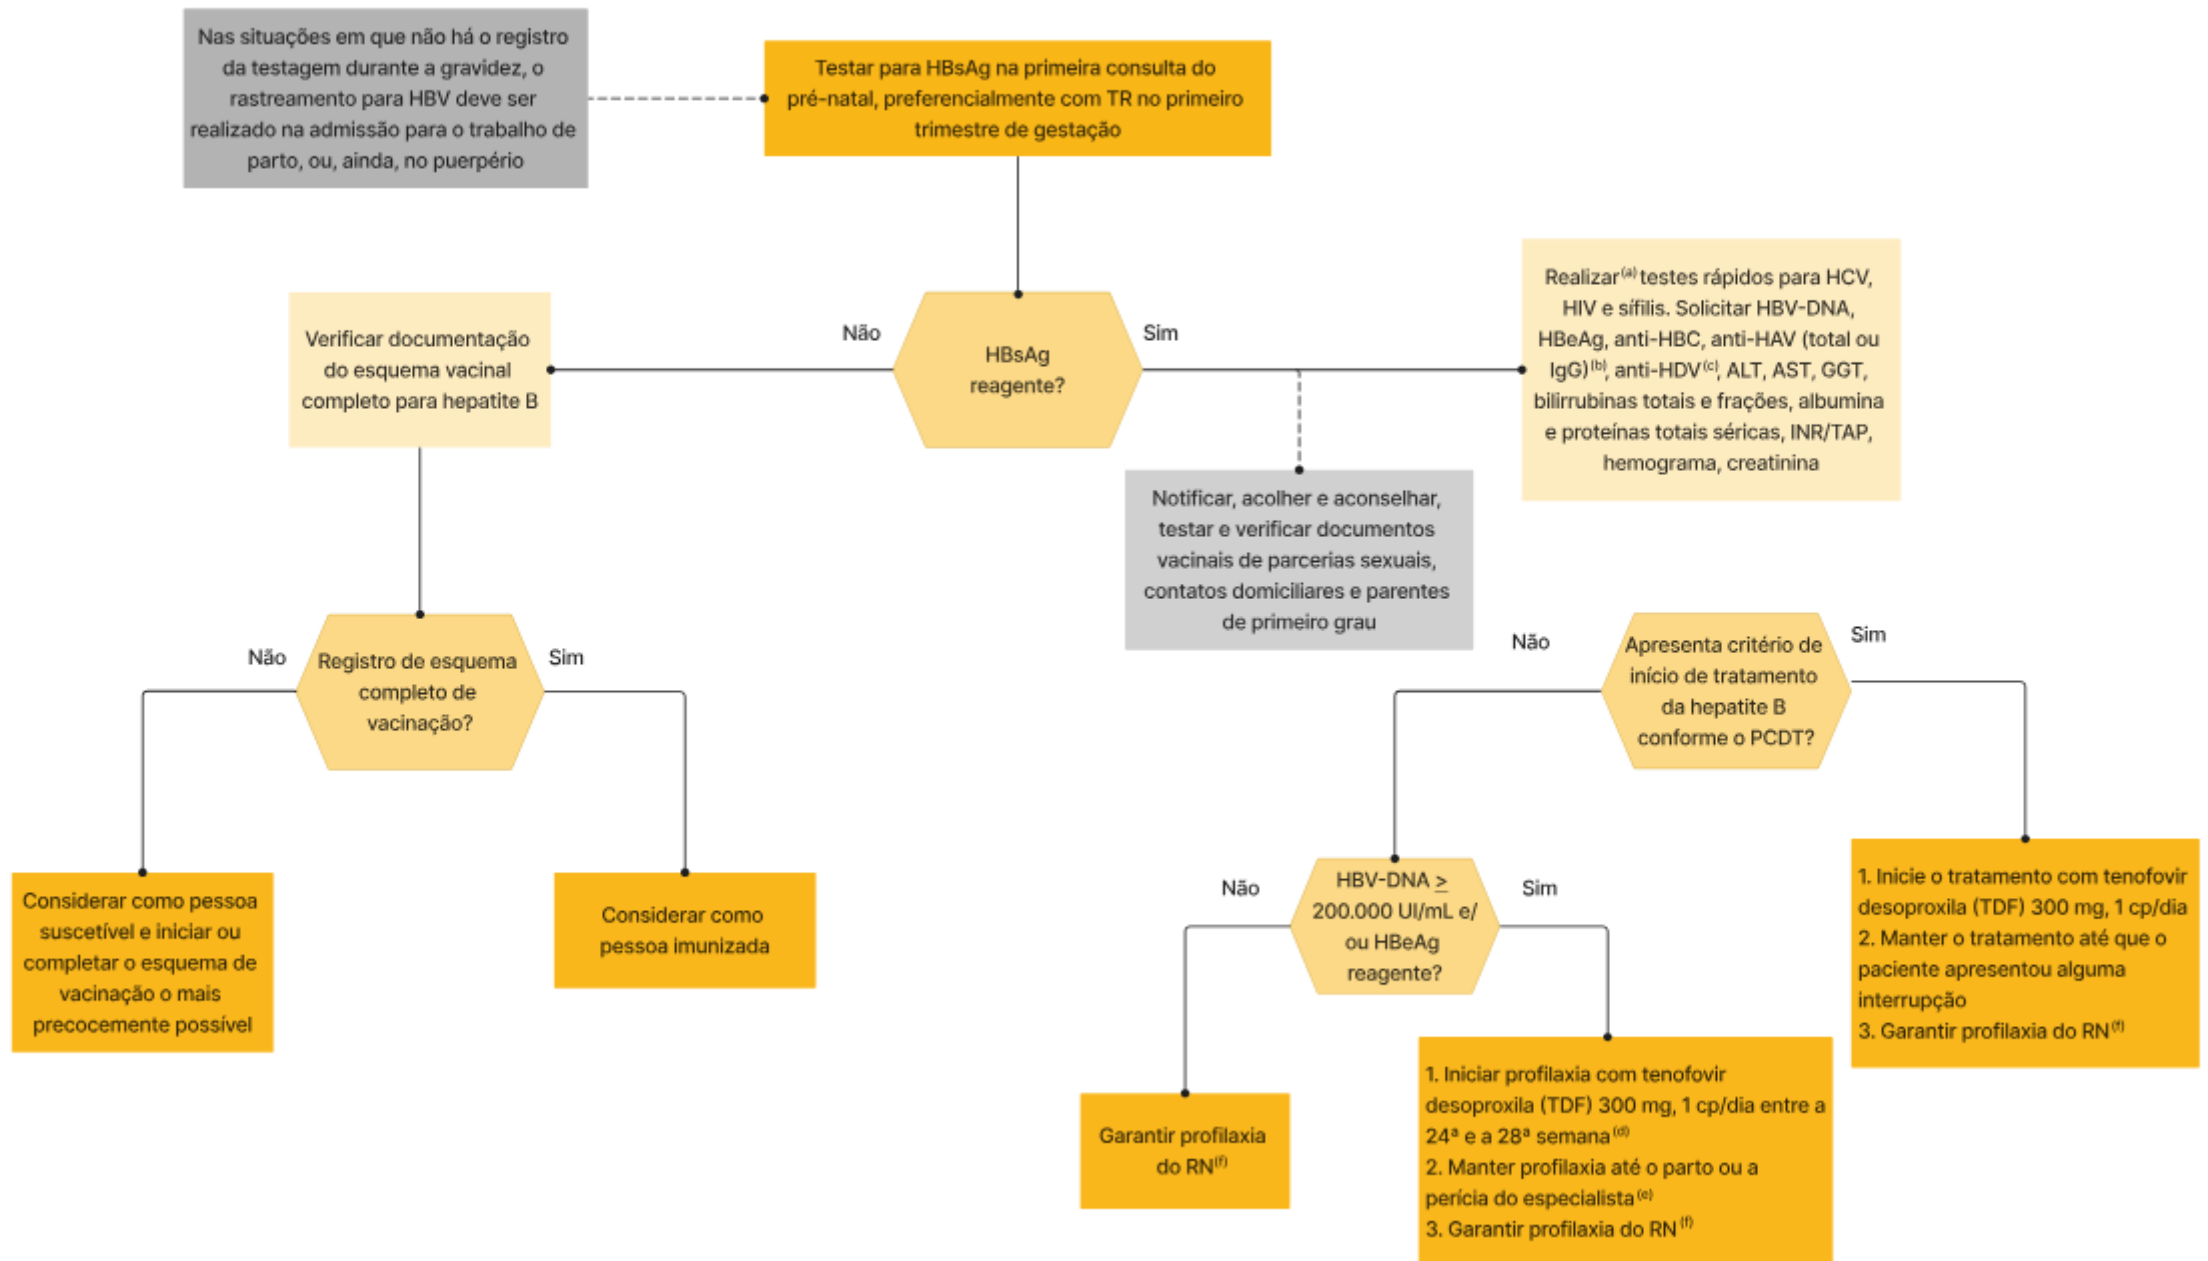 Nas situações em que não há o registro
da testagem durante a gravidez, o
rastreamento para HBV deve ser
realizado na admissão para o trabalho de
parto, ou, ainda, no puerpério
Testar para HBsAg na primeira consulta do
pré-natal, preferencialmente com TR no primeiro
trimestre de gestação
HBsAg
reagente?
Não
Sim
Verificar documentação
do esquema vacinal
completo para hepatite B
Realizar(a) testes rápidos para HCV,
HIV e sífilis. Solicitar HBV-DNA,
HBeAg, anti-HBC, anti-HAV (total ou
IgG)(b), anti-HDV(c), ALT, AST, GGT,
bilirrubinas totais e frações, albumina
e proteínas totais séricas, INR/TAP,
hemograma, creatinina
Notificar, acolher e aconselhar,
testar e verificar documentos
vacinais de parcerias sexuais,
contatos domiciliares e parentes
de primeiro grau
Não
Registro de esquema
completo de
vacinação?
Sim
Não
Apresenta critério de
início de tratamento
da hepatite B
conforme o PCDT?
Sim
Considerar como pessoa
suscetível e iniciar ou
completar o esquema de
vacinação o mais
precocemente possível
Considerar como
pessoa imunizada
Não
HBV-DNA ≥
200.000 UI/mL e/
ou HBeAg
reagente?
Sim
1. Inicie o tratamento com tenofovir
desoproxila (TDF) 300 mg, 1 cp/dia
2. Manter o tratamento até que o
paciente apresentou alguma
interrupção
3. Garantir profilaxia do RN(f)
Garantir profilaxia
do RN(f)
1. Iniciar profilaxia com tenofovir
desoproxila (TDF) 300 mg, 1 cp/dia entre a
24ª e a 28ª semana(d)
2. Manter profilaxia até o parto ou a
perícia do especialista(e)
3. Garantir profilaxia do RN(f)